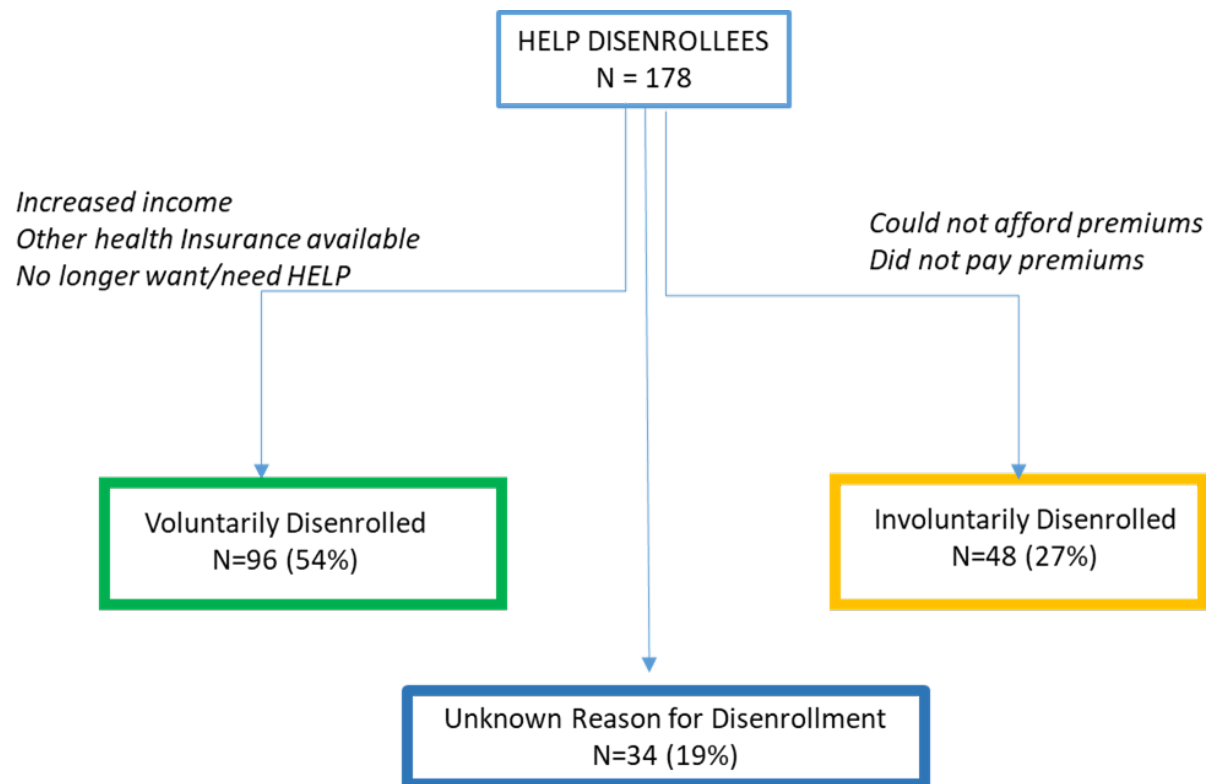 HELP DISENROLLEES
N = 178
Increased income
Other health Insurance available
No longer want/need HELP
Could not afford premiums
Did not pay premiums
Voluntarily Disenrolled
N=96 (54%)
Involuntarily Disenrolled
N=48 (27%)
Unknown Reason for Disenrollment
N=34 (19%)